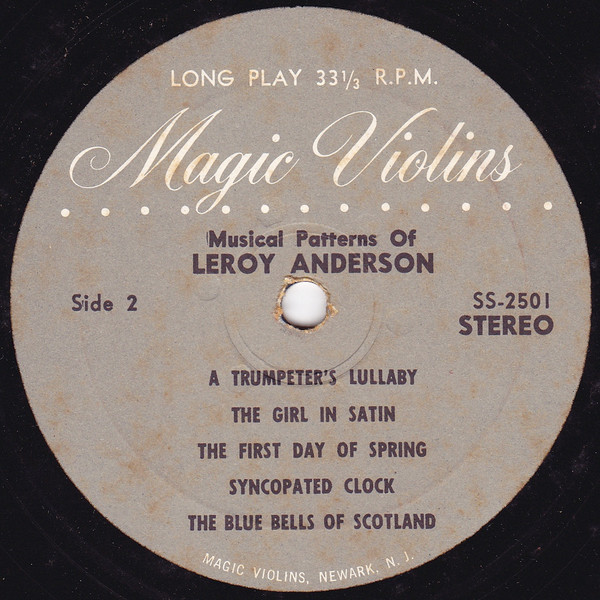 LONG PLAY 33⅓ R.P.M.
Magic Violins
Musical Patterns Of
LEROY ANDERSON
Side 2
SS-2501
STEREO
A TRUMPETER'S LULLABY
THE GIRL IN SATIN
THE FIRST DAY OF SPRING
SYNCOPATED CLOCK
THE BLUE BELLS OF SCOTLAND
MAGIC VIOLINS, NEWARK, N. J.